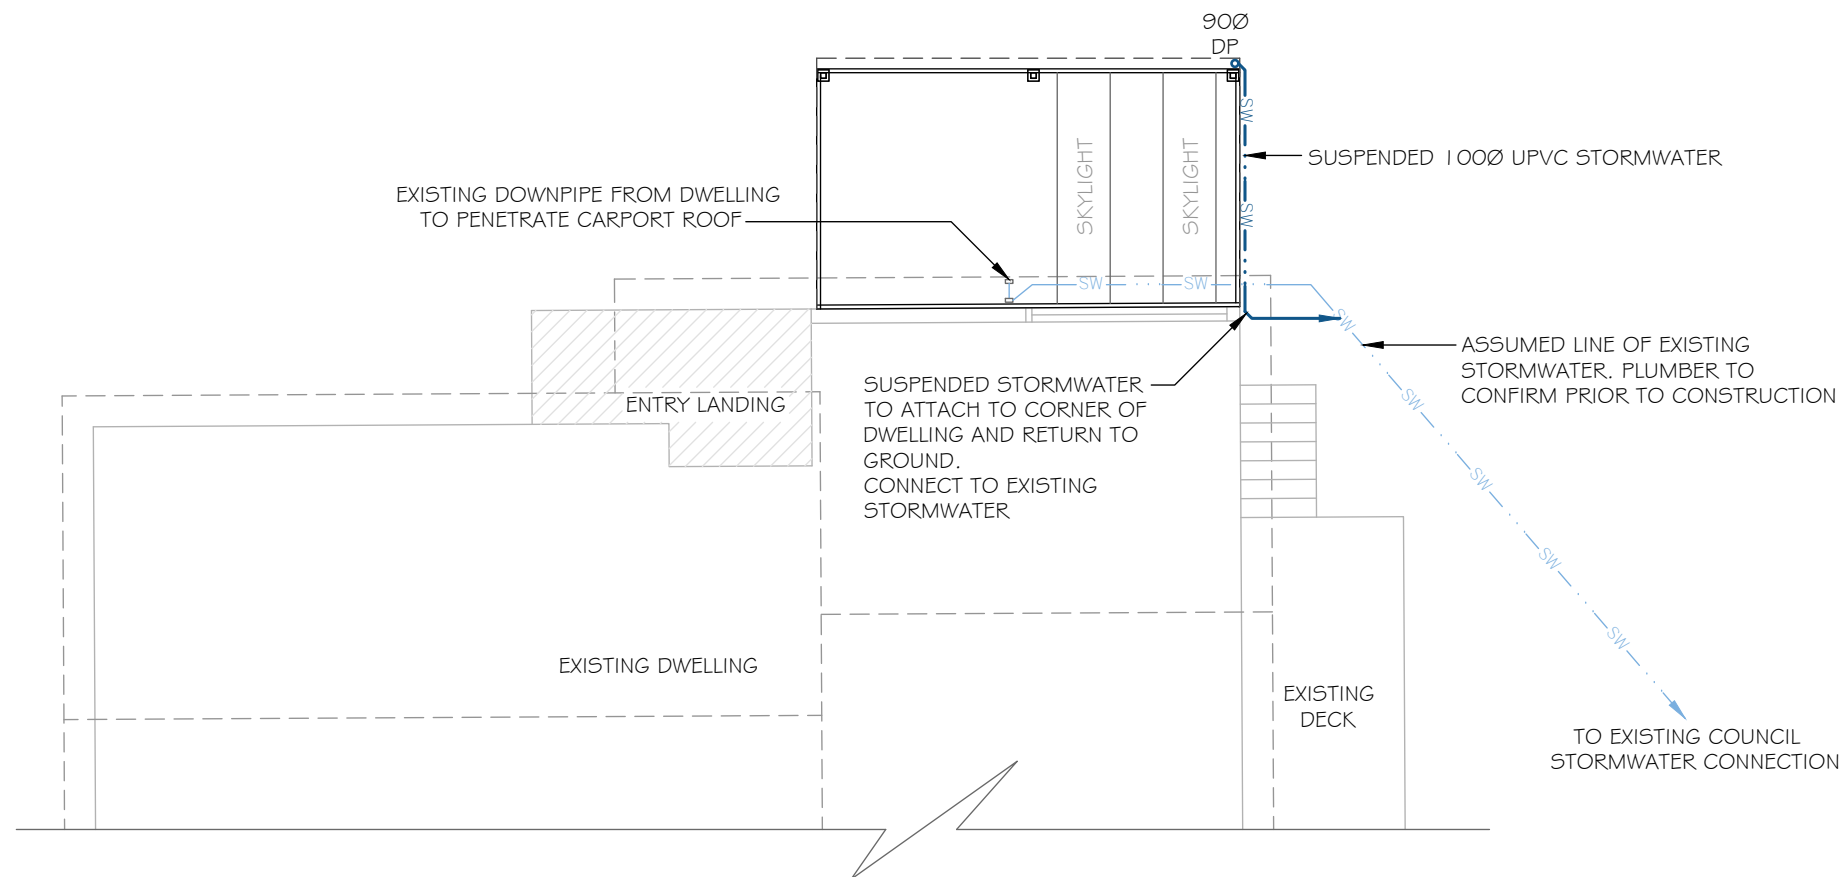 90Ø
DP
SW
SUSPENDED 100Ø UPVC STORMWATER
SKYLIGHT
SKYLIGHT
EXISTING DOWNPIPE FROM DWELLING
TO PENETRATE CARPORT ROOF
SW
SW
SW
SW
ASSUMED LINE OF EXISTING
STORMWATER. PLUMBER TO
CONFIRM PRIOR TO CONSTRUCTION
SUSPENDED STORMWATER
TO ATTACH TO CORNER OF
DWELLING AND RETURN TO
GROUND.
CONNECT TO EXISTING
STORMWATER
ENTRY LANDING
SW
SW
SW
SW
EXISTING DWELLING
EXISTING
DECK
TO EXISTING COUNCIL
STORMWATER CONNECTION